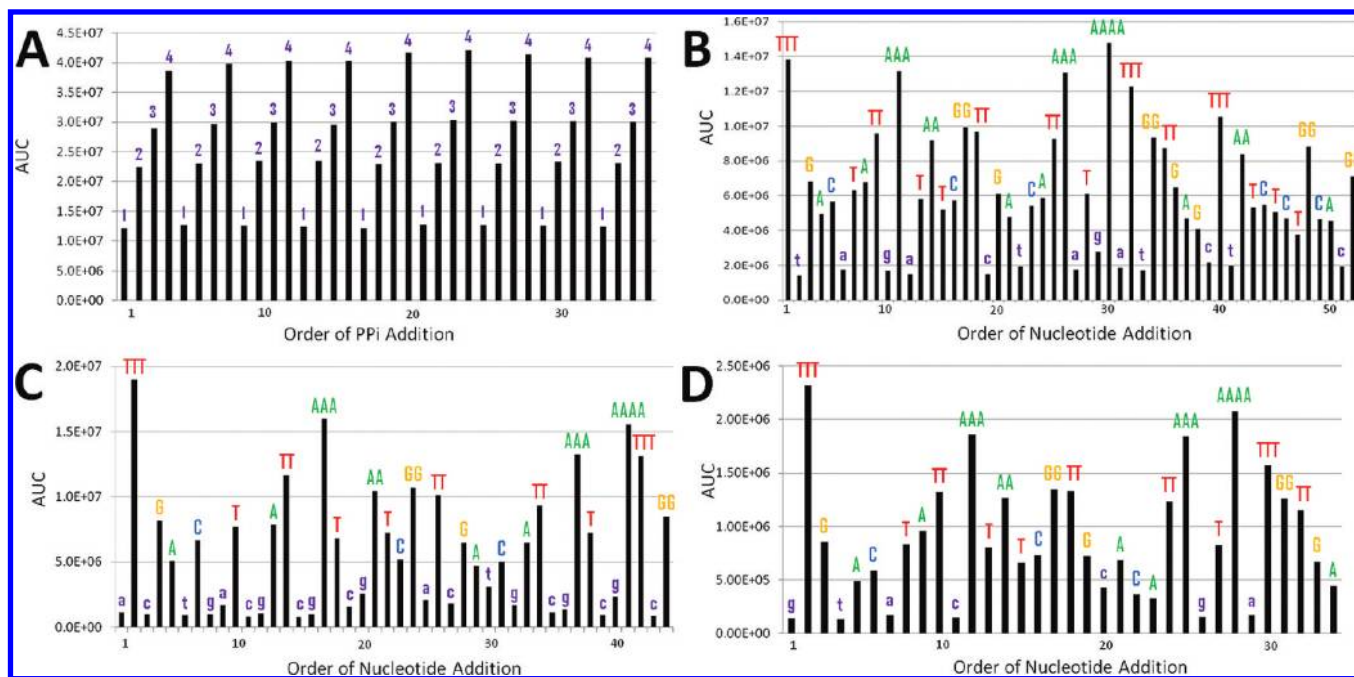 A
AUC
4.5E+07
4.0E+07
3.5E+07
3.0E+07
2.5E+07
2.0E+07
1.5E+07
1.0E+07
5.0E+06
0.0E+00
1 2 3 4 1 2 3 4 1 2 3 4 1 2 3 4 1 2 3 4 1 2 3 4 1 2 3 4 1 2 3 4 1 2 3 4
1 10 20 30
Order of PPi Addition
B
AUC
1.6E+07
1.4E+07
1.2E+07
1.0E+07
8.0E+06
6.0E+06
4.0E+06
2.0E+06
0.0E+00
TTT t G A C a T A TT g AAA a T AA T C GG TT c G A t C A TT AAA a T g AAAA a TTT t GG TT G A G c TTT t AA T C T C T GG C A c G
1 10 20 30 40 50
Order of Nucleotide Addition
C
AUC
2.0E+07
1.5E+07
1.0E+07
5.0E+06
0.0E+00
a TTT c G A t C g a T c g A TT c g AAA T c g AA T C GG a TT c G A t C a A TT c g AAA T c g AAAA TTT c GG
1 10 20 30 40
Order of Nucleotide Addition
D
AUC
2.50E+06
2.00E+06
1.50E+06
1.00E+06
5.00E+05
0.00E+00
g TTT G t A C a T A TT c AAA T AA T C GG TT G c A C A TT AAA g T AAAA a TTT GG TT G A
1 10 20 30
Order of Nucleotide Addition